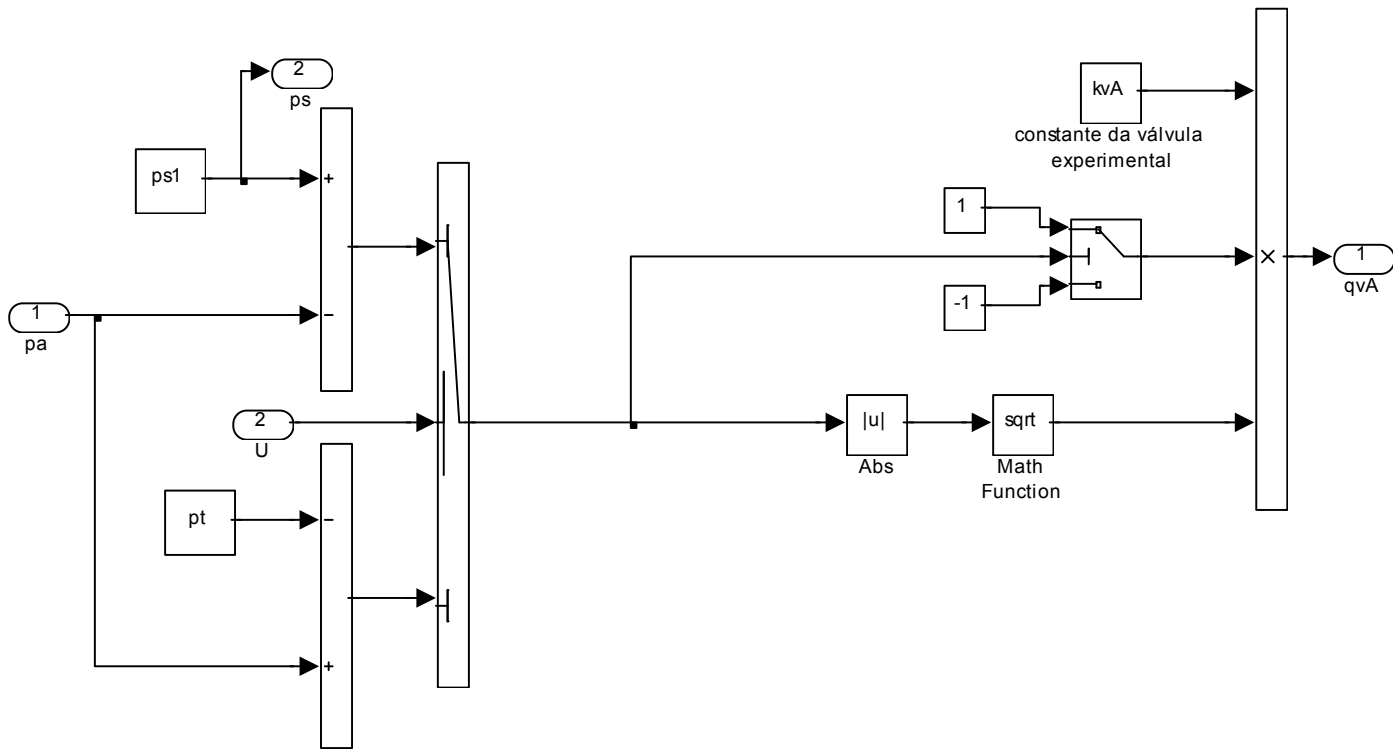 2
ps
ps1
+
−
1
pa
2
U
pt
−
+
kvA
constante da válvula
experimental
1
-1
|u|
Abs
sqrt
Math
Function
×
1
qvA